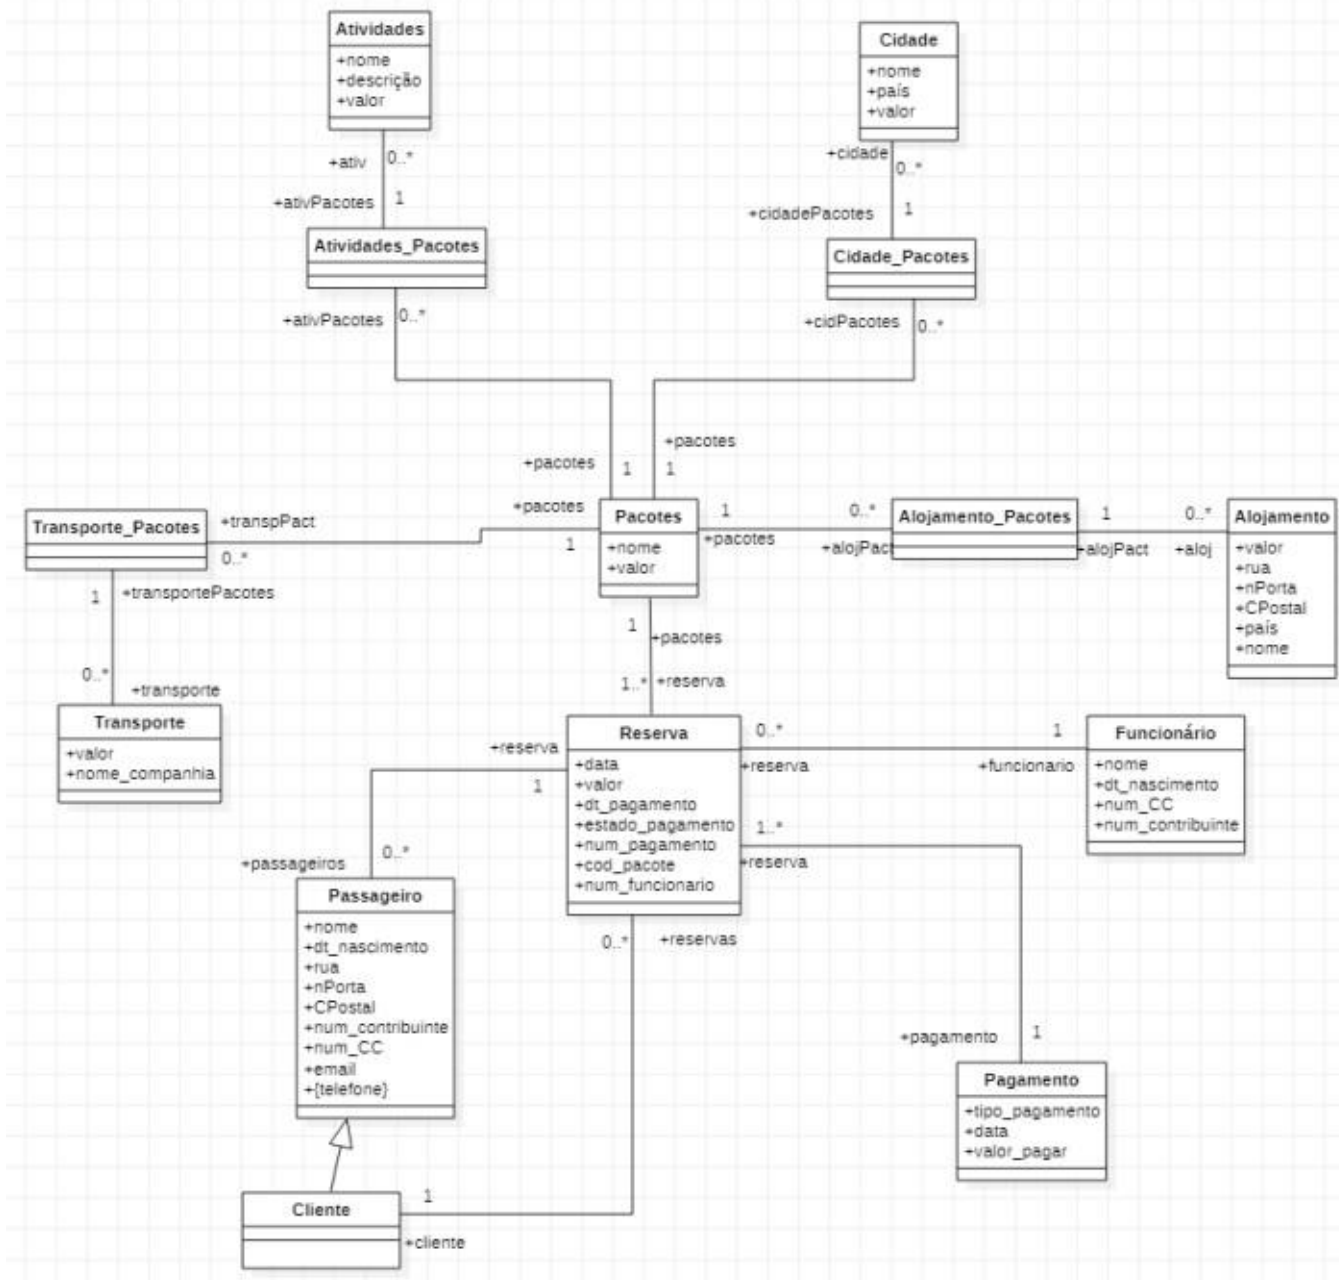 Atividades
+nome
+descrição
+valor
Cidade
+nome
+país
+valor
+ativ
0..*
+cidade
0..*
+ativPacotes
1
+cidadePacotes
1
Atividades_Pacotes
Cidade_Pacotes
+ativPacotes
0..*
+cidPacotes
0..*
+pacotes
1
+pacotes
1
Transporte_Pacotes
+transpPact
0..*
+pacotes
1
Pacotes
+nome
+valor
1
+pacotes
0..*
+alojPact
Alojamento_Pacotes
1
+alojPact
0..*
+aloj
Alojamento
+valor
+rua
+nPorta
+CPostal
+país
+nome
1
+transportePacotes
0..*
+transporte
1
+pacotes
1..*
+reserva
Transporte
+valor
+nome_companhia
Reserva
+data
+valor
+dt_pagamento
+estado_pagamento
+num_pagamento
+cod_pacote
+num_funcionario
0..*
+reserva
1
+funcionario
Funcionário
+nome
+dt_nascimento
+num_CC
+num_contribuinte
+reserva
1
1..*
+reserva
+passageiros
0..*
Passageiro
+nome
+dt_nascimento
+rua
+nPorta
+CPostal
+num_contribuinte
+num_CC
+email
+{telefone}
0..*
+reservas
+pagamento
1
Pagamento
+tipo_pagamento
+data
+valor_pagar
Cliente
1
+cliente